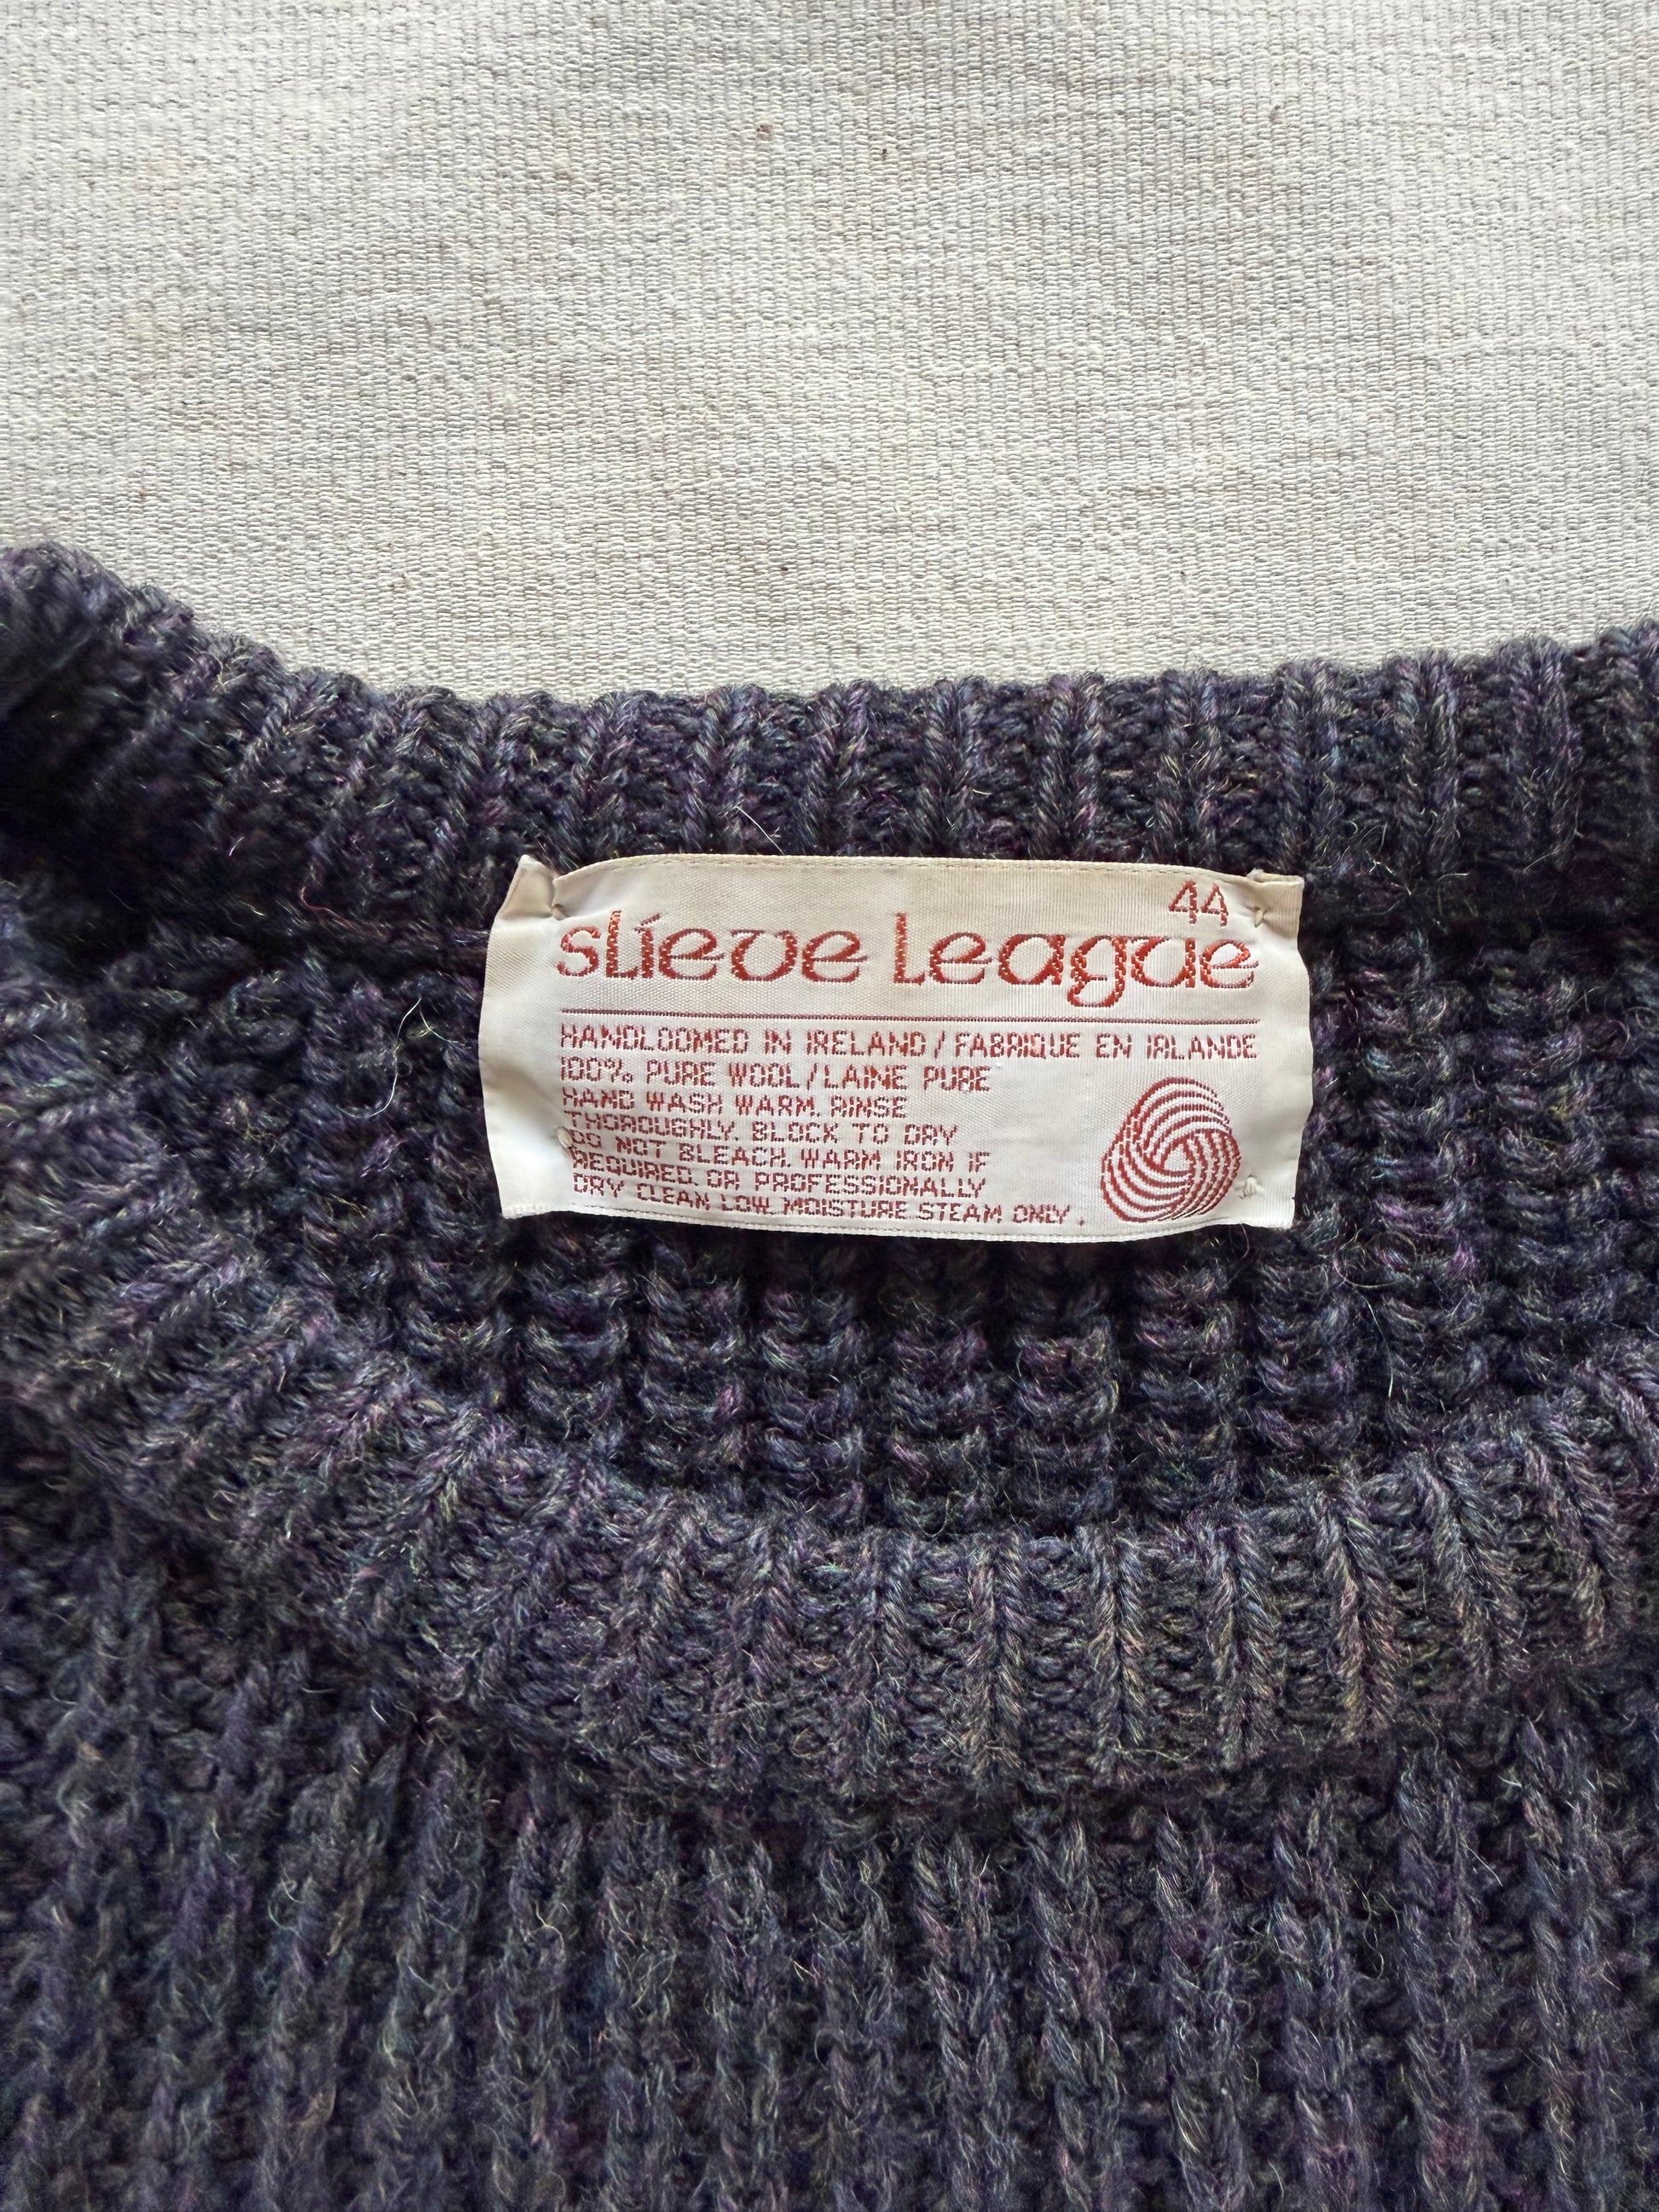 44
slíeve league
HANDLOOMED IN IRELAND / FABRIQUE EN IRLANDE
100% PURE WOOL / LAINE PURE
HAND WASH WARM. RINSE
THOROUGHLY. BLOCK TO DRY
DO NOT BLEACH. WARM IRON IF
REQUIRED. OR PROFESSIONALLY
DRY CLEAN LOW MOISTURE STEAM ONLY.